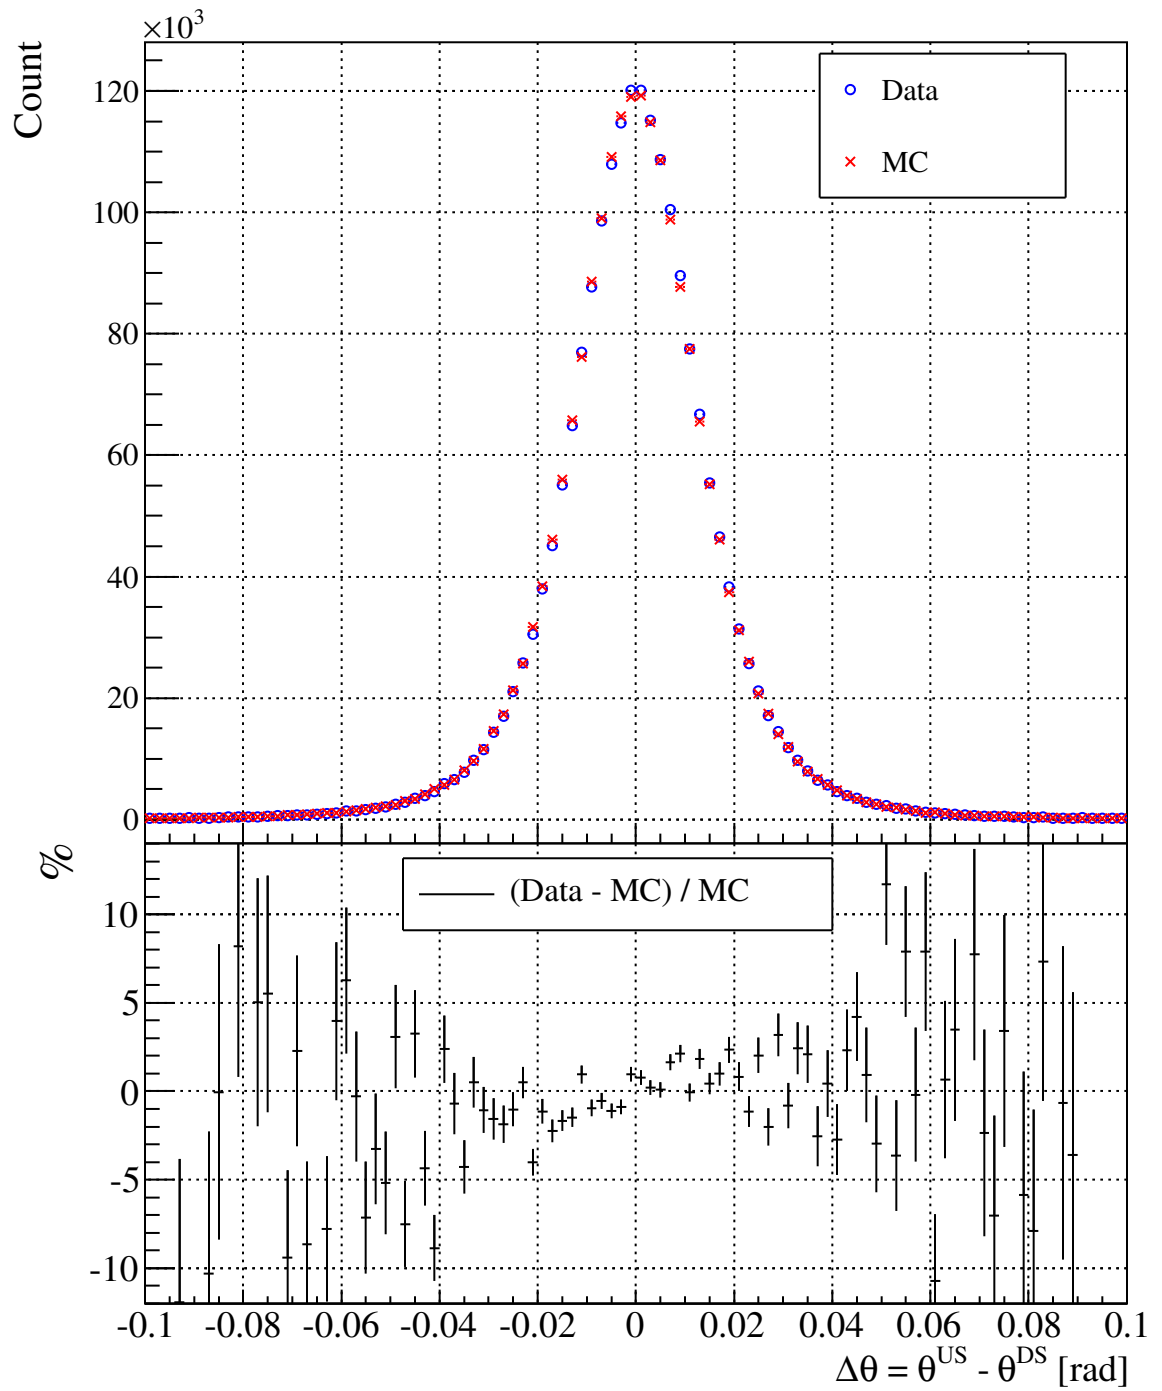 ×10³
Count
120
100
80
60
40
20
0
Data
MC
%
(Data - MC) / MC
10
5
0
-5
-10
-0.1 -0.08 -0.06 -0.04 -0.02 0 0.02 0.04 0.06 0.08 0.1
Δθ = θ^US - θ^DS [rad]